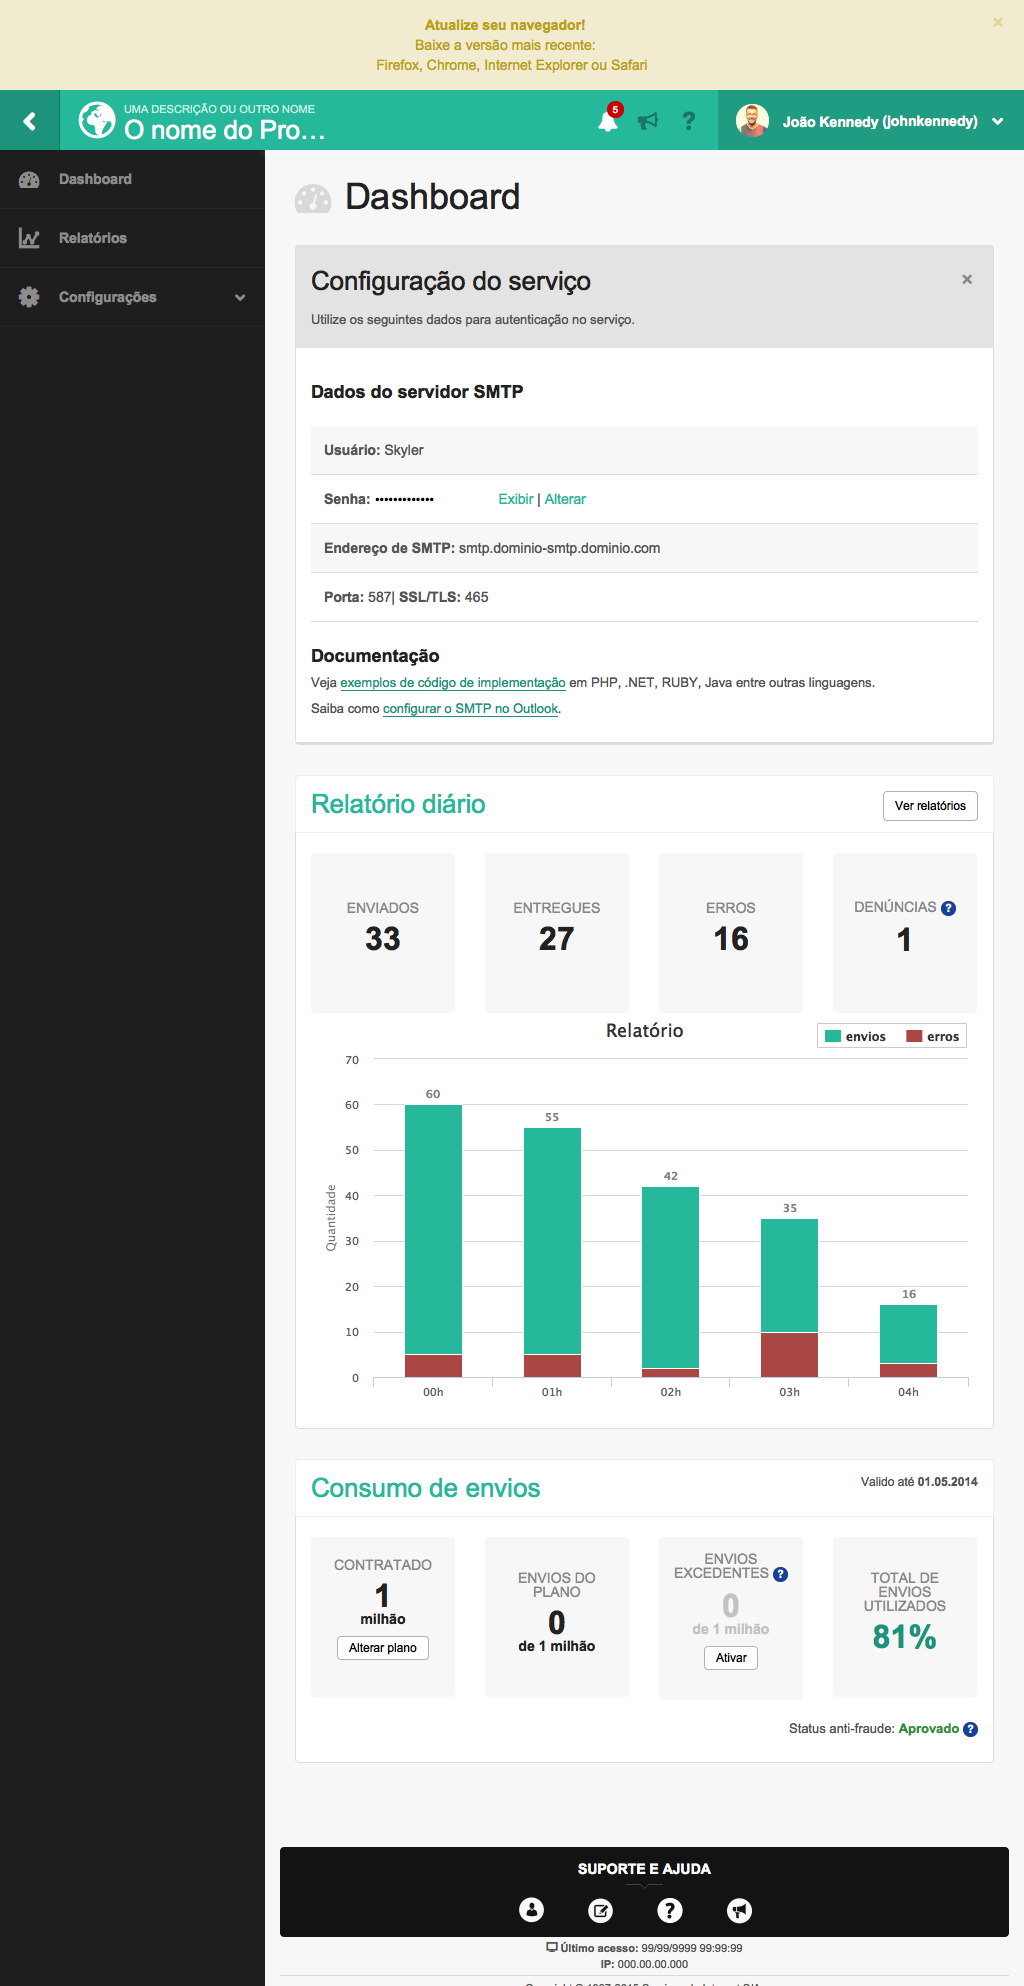 Atualize seu navegador!
×
Baixe a versão mais recente:
Firefox, Chrome, Internet Explorer ou Safari
UMA DESCRIÇÃO OU OUTRO NOME
O nome do Pro...
5
?
João Kennedy (johnkennedy)
Dashboard
Relatórios
Configurações
Dashboard
Configuração do serviço
×
Utilize os seguintes dados para autenticação no serviço.
Dados do servidor SMTP
Usuário: Skyler
Senha: ••••••••••••• Exibir | Alterar
Endereço de SMTP: smtp.dominio-smtp.dominio.com
Porta: 587| SSL/TLS: 465
Documentação
Veja exemplos de código de implementação em PHP, .NET, RUBY, Java entre outras linguagens.
Saiba como configurar o SMTP no Outlook.
Relatório diário
Ver relatórios
ENVIADOS
33
ENTREGUES
27
ERROS
16
DENÚNCIAS ?
1
Relatório
envios erros
Quantidade
70
60
50
40
30
20
10
0
60
55
42
35
16
00h 01h 02h 03h 04h
Consumo de envios
Valido até 01.05.2014
CONTRATADO
1
milhão
Alterar plano
ENVIOS DO
PLANO
0
de 1 milhão
ENVIOS
EXCEDENTES ?
0
de 1 milhão
Ativar
TOTAL DE
ENVIOS
UTILIZADOS
81%
Status anti-fraude: Aprovado ?
SUPORTE E AJUDA
?
Último acesso: 99/99/9999 99:99:99
IP: 000.00.00.000